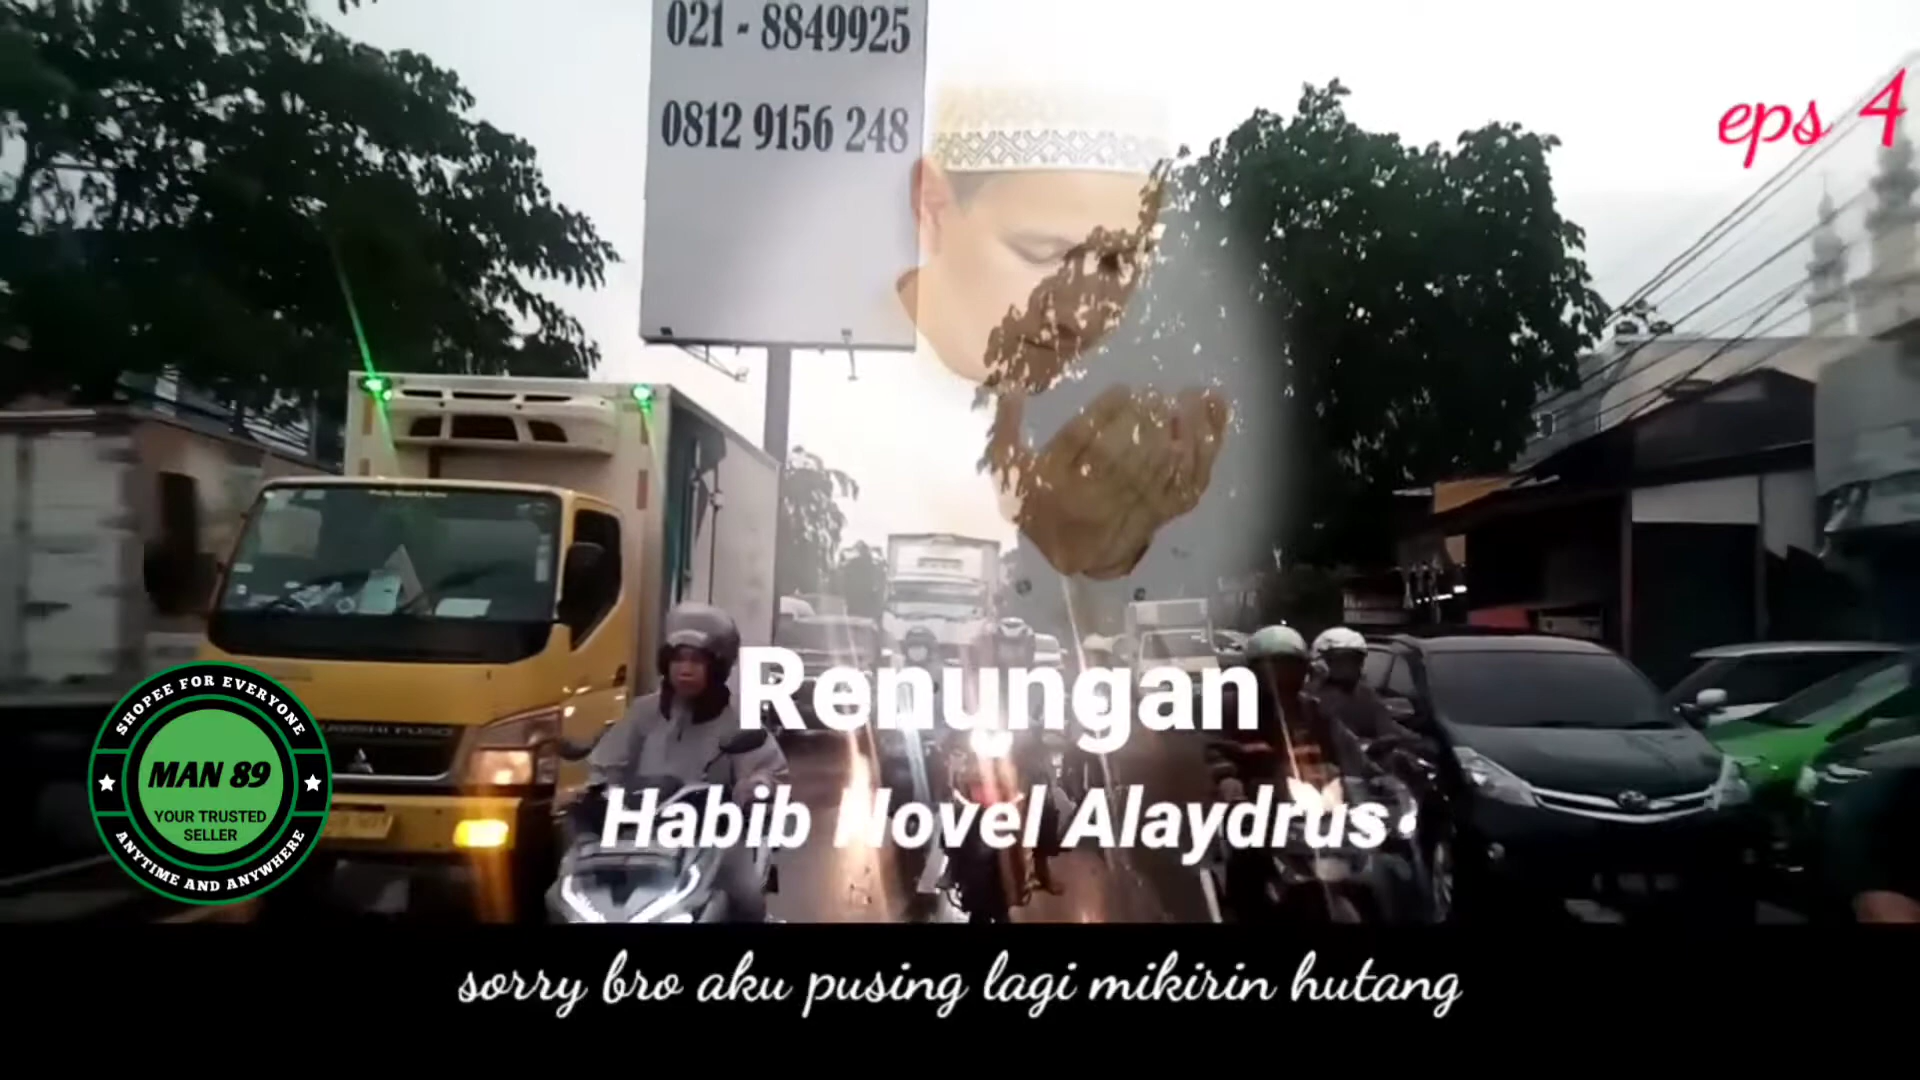 021 - 8849925
0812 9156 248
eps 4
SHOPEE FOR EVERYONE
MAN 89
YOUR TRUSTED
SELLER
ANYTIME AND ANYWHERE
Renungan
Habib Novel Alaydrus
sorry bro aku pusing lagi mikirin hutang